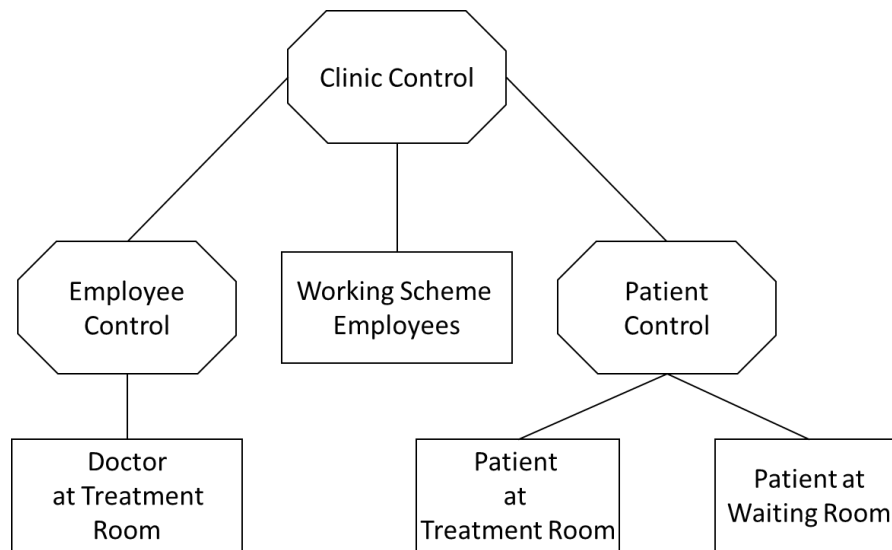 Clinic Control
Employee
Control
Working Scheme
Employees
Patient
Control
Doctor
at Treatment
Room
Patient
at
Treatment Room
Patient at
Waiting Room